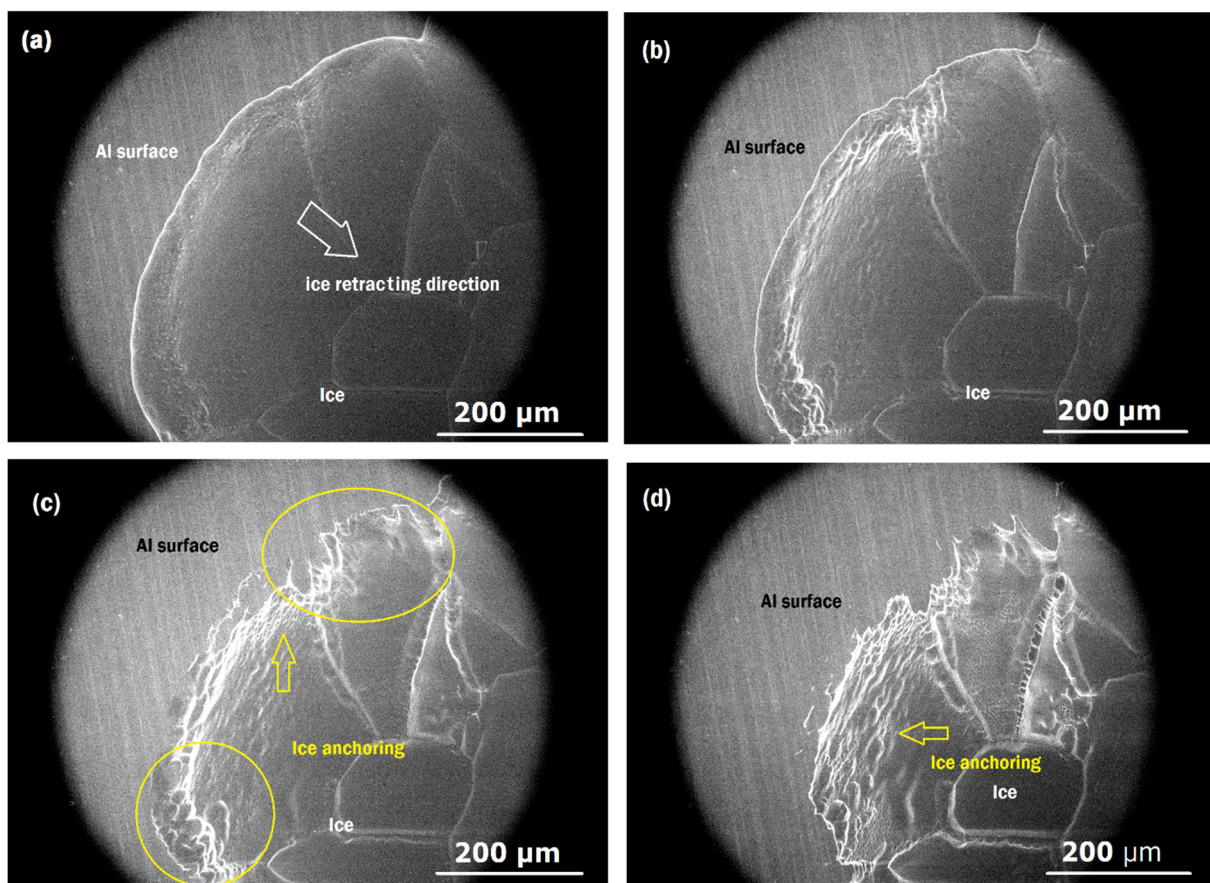 (a)
Al surface
ice retracting direction
Ice
200 µm
(b)
Al surface
Ice
200 µm
(c)
Al surface
Ice anchoring
Ice
200 µm
(d)
Al surface
Ice anchoring
Ice
200 µm